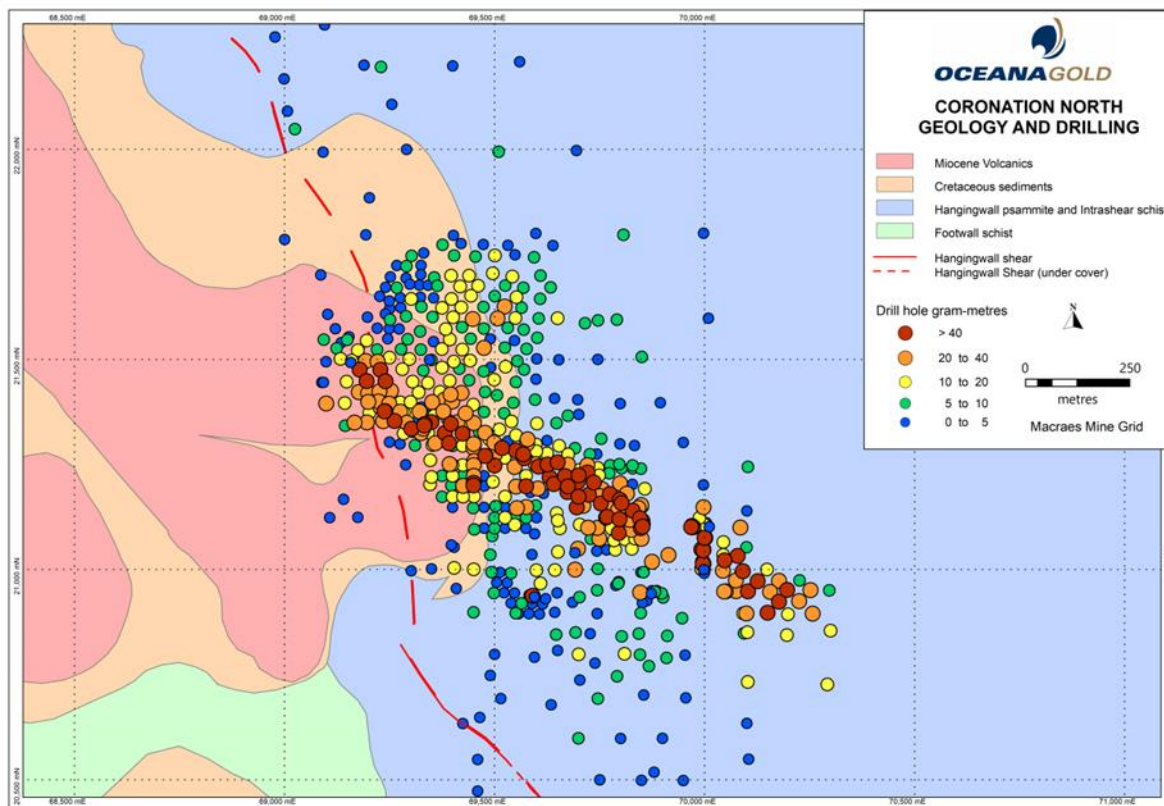 68,500 mE
69,000 mE
69,500 mE
70,000 mE
OCEANAGOLD
CORONATION NORTH
GEOLOGY AND DRILLING
Miocene Volcanics
Cretaceous sediments
Hangingwall psammite and Intrashear schis
Footwall schist
Hangingwall shear
Hangingwall Shear (under cover)
Drill hole gram-metres
> 40
20 to 40
10 to 20
5 to 10
0 to 5
N
0 250
metres
Macraes Mine Grid
22,000 mN
21,500 mN
21,000 mN
20,500 mN
68,500 mE
69,000 mE
69,500 mE
70,000 mE
70,500 mE
71,000 mE